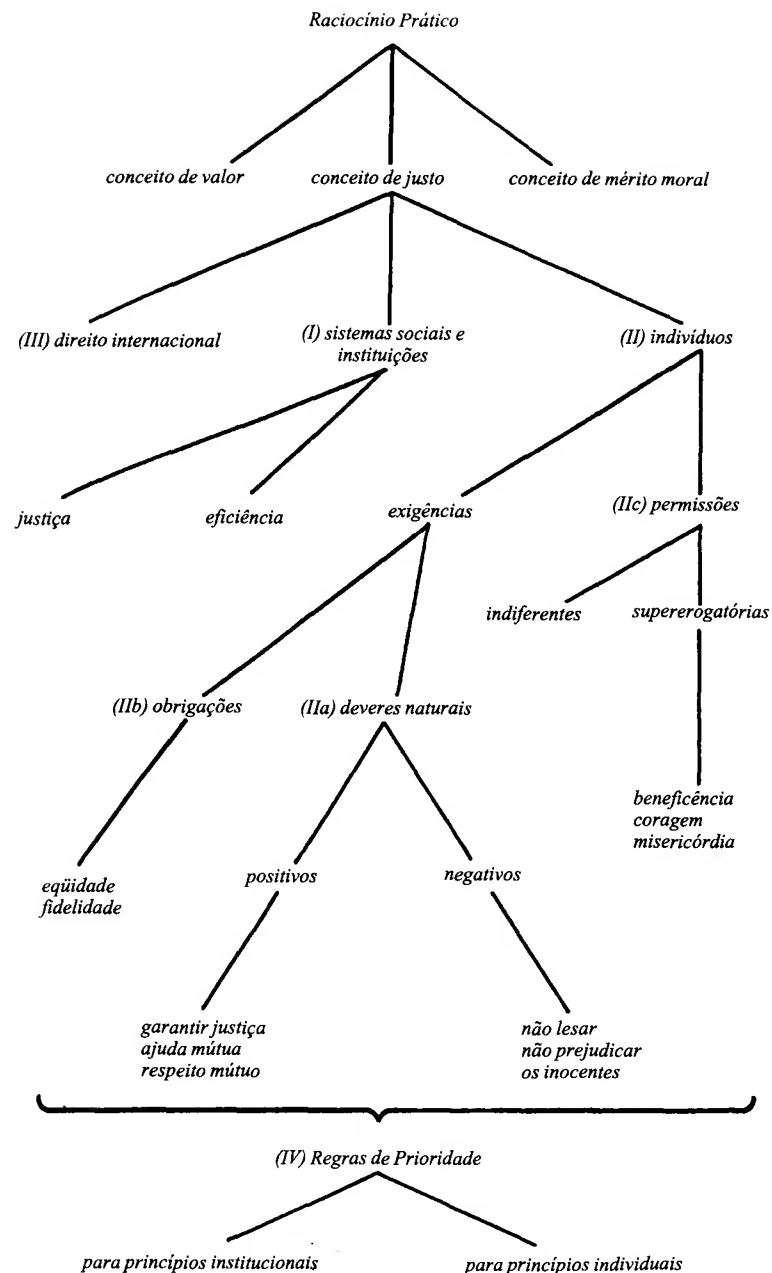 Raciocínio Prático
conceito de valor
conceito de justo
conceito de mérito moral
(III) direito internacional
(I) sistemas sociais e
instituições
(II) indivíduos
justiça
eficiência
exigências
(IIc) permissões
indiferentes
supererogatórias
(IIb) obrigações
(IIa) deveres naturais
beneficência
coragem
misericórdia
eqüidade
fidelidade
positivos
negativos
garantir justiça
ajuda mútua
respeito mútuo
não lesar
não prejudicar
os inocentes
(IV) Regras de Prioridade
para princípios institucionais
para princípios individuais